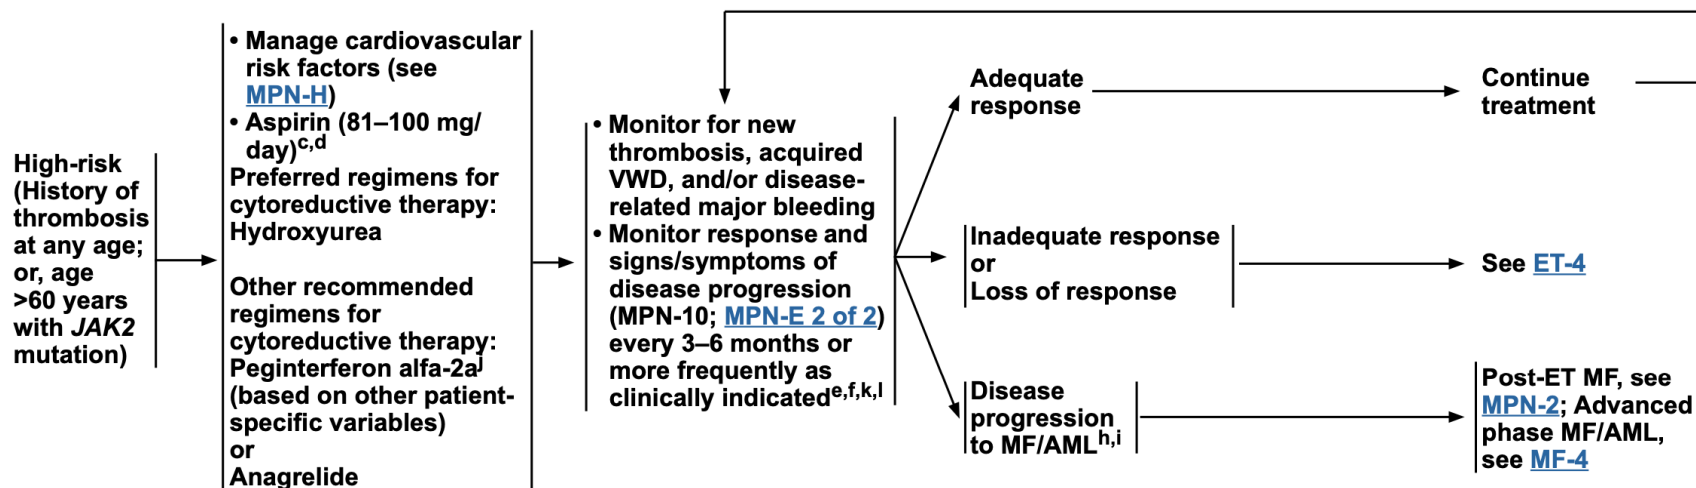 High-risk
(History of
thrombosis
at any age;
or, age
>60 years
with JAK2
mutation)
• Manage cardiovascular
risk factors (see
MPN-H)
• Aspirin (81–100 mg/
day)c,d
Preferred regimens for
cytoreductive therapy:
Hydroxyurea
Other recommended
regimens for
cytoreductive therapy:
Peginterferon alfa-2aj
(based on other patient-
specific variables)
or
Anagrelide
• Monitor for new
thrombosis, acquired
VWD, and/or disease-
related major bleeding
• Monitor response and
signs/symptoms of
disease progression
(MPN-10; MPN-E 2 of 2)
every 3–6 months or
more frequently as
clinically indicatede,f,k,l
Adequate
response
Continue
treatment
Inadequate response
or
Loss of response
See ET-4
Disease
progression
to MF/AMLh,i
Post-ET MF, see
MPN-2; Advanced
phase MF/AML,
see MF-4